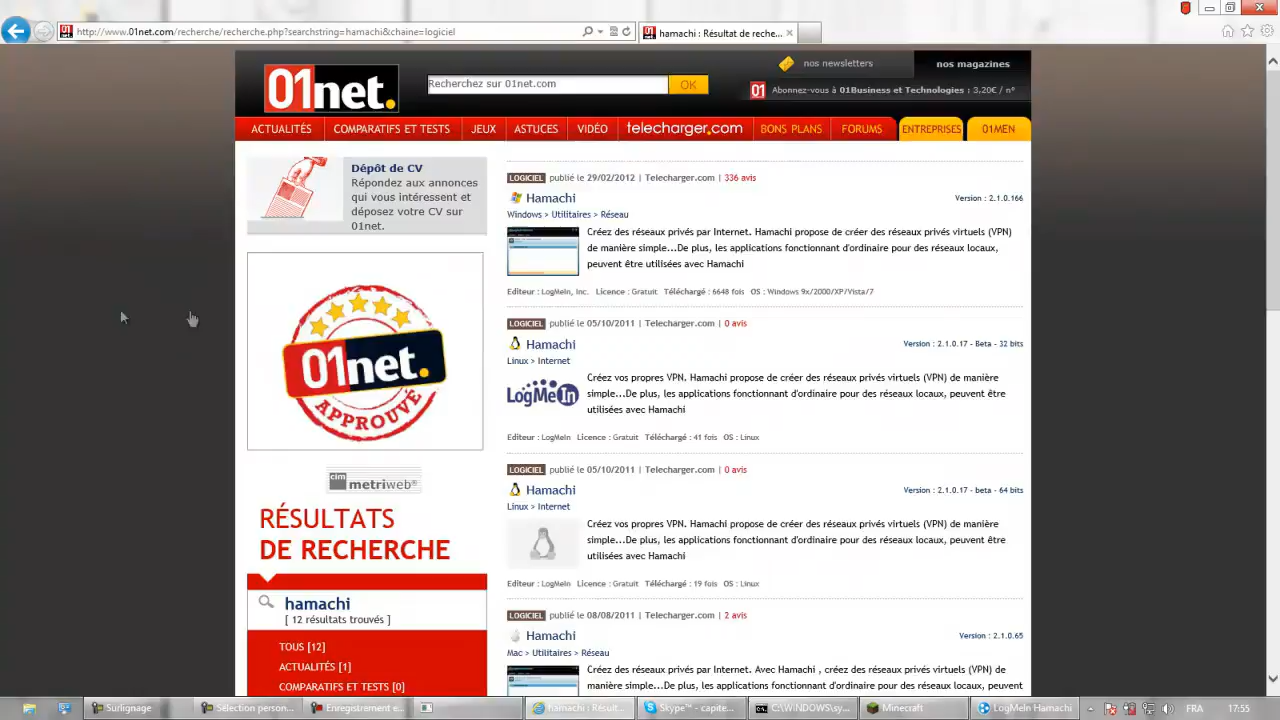 http://www.01net.com/recherche/recherche.php?searchstring=hamachi&chaine=logiciel
hamachi : Résultat de reche...
01net.
Recherchez sur 01net.com
OK
nos newsletters
nos magazines
01 Abonnez-vous à 01Business et Technologies : 3,20€ / n°
ACTUALITÉS
COMPARATIFS ET TESTS
JEUX
ASTUCES
VIDÉO
telecharger.com
BONS PLANS
FORUMS
ENTREPRISES
01MEN
Dépôt de CV
Répondez aux annonces
qui vous intéressent et
déposez votre CV sur
01net.
01net.
APPROUVÉ
cim metriweb®
RÉSULTATS
DE RECHERCHE
hamachi
[ 12 résultats trouvés ]
TOUS [12]
ACTUALITÉS [1]
COMPARATIFS ET TESTS [0]
LOGICIEL publié le 29/02/2012 | Telecharger.com | 336 avis
Hamachi
Version : 2.1.0.166
Windows > Utilitaires > Réseau
Créez des réseaux privés par Internet. Hamachi propose de créer des réseaux privés virtuels (VPN)
de manière simple...De plus, les applications fonctionnant d'ordinaire pour des réseaux locaux,
peuvent être utilisées avec Hamachi
Editeur : LogMeIn, Inc. Licence : Gratuit Téléchargé : 6648 fois OS : Windows 9x/2000/XP/Vista/7
LOGICIEL publié le 05/10/2011 | Telecharger.com | 0 avis
Hamachi
Version : 2.1.0.17 - Beta - 32 bits
Linux > Internet
LogMeIn
Créez vos propres VPN. Hamachi propose de créer des réseaux privés virtuels (VPN) de manière
simple...De plus, les applications fonctionnant d'ordinaire pour des réseaux locaux, peuvent être
utilisées avec Hamachi
Editeur : LogMeIn Licence : Gratuit Téléchargé : 41 fois OS : Linux
LOGICIEL publié le 05/10/2011 | Telecharger.com | 0 avis
Hamachi
Version : 2.1.0.17 - beta - 64 bits
Linux > Internet
Créez vos propres VPN. Hamachi propose de créer des réseaux privés virtuels (VPN) de manière
simple...De plus, les applications fonctionnant d'ordinaire pour des réseaux locaux, peuvent être
utilisées avec Hamachi
Editeur : LogMeIn Licence : Gratuit Téléchargé : 19 fois OS : Linux
LOGICIEL publié le 08/08/2011 | Telecharger.com | 2 avis
Hamachi
Version : 2.1.0.65
Mac > Utilitaires > Réseau
Créez des réseaux privés par Internet. Avec Hamachi , créez des réseaux privés virtuels (VPN) de
manière simple...De plus, les applications fonctionnant d'ordinaire pour des réseaux locaux, peuvent
Surlignage
Sélection person...
Enregistrement e...
hamachi : Résult...
Skype™ - capite...
C:\WINDOWS\sy...
Minecraft
LogMeIn Hamachi
FRA
17:55